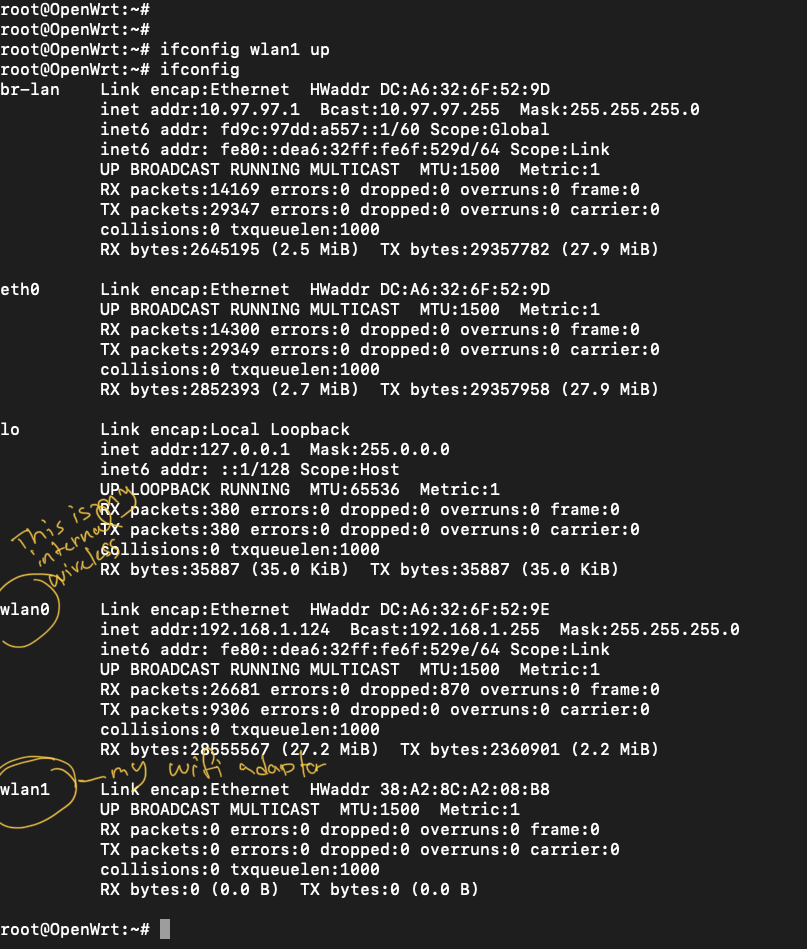 root@OpenWrt:~#
root@OpenWrt:~#
root@OpenWrt:~# ifconfig wlan1 up
root@OpenWrt:~# ifconfig
br-lan    Link encap:Ethernet  HWaddr DC:A6:32:6F:52:9D
          inet addr:10.97.97.1  Bcast:10.97.97.255  Mask:255.255.255.0
          inet6 addr: fd9c:97dd:a557::1/60 Scope:Global
          inet6 addr: fe80::dea6:32ff:fe6f:529d/64 Scope:Link
          UP BROADCAST RUNNING MULTICAST  MTU:1500  Metric:1
          RX packets:14169 errors:0 dropped:0 overruns:0 frame:0
          TX packets:29347 errors:0 dropped:0 overruns:0 carrier:0
          collisions:0 txqueuelen:1000
          RX bytes:2645195 (2.5 MiB)  TX bytes:29357782 (27.9 MiB)
eth0      Link encap:Ethernet  HWaddr DC:A6:32:6F:52:9D
          UP BROADCAST RUNNING MULTICAST  MTU:1500  Metric:1
          RX packets:14300 errors:0 dropped:0 overruns:0 frame:0
          TX packets:29349 errors:0 dropped:0 overruns:0 carrier:0
          collisions:0 txqueuelen:1000
          RX bytes:2852393 (2.7 MiB)  TX bytes:29357958 (27.9 MiB)
lo        Link encap:Local Loopback
          inet addr:127.0.0.1  Mask:255.0.0.0
          inet6 addr: ::1/128 Scope:Host
          UP LOOPBACK RUNNING  MTU:65536  Metric:1
          RX packets:380 errors:0 dropped:0 overruns:0 frame:0
          TX packets:380 errors:0 dropped:0 overruns:0 carrier:0
          collisions:0 txqueuelen:1000
          RX bytes:35887 (35.0 KiB)  TX bytes:35887 (35.0 KiB)
This is my
internal
wireless
wlan0     Link encap:Ethernet  HWaddr DC:A6:32:6F:52:9E
          inet addr:192.168.1.124  Bcast:192.168.1.255  Mask:255.255.255.0
          inet6 addr: fe80::dea6:32ff:fe6f:529e/64 Scope:Link
          UP BROADCAST RUNNING MULTICAST  MTU:1500  Metric:1
          RX packets:26681 errors:0 dropped:870 overruns:0 frame:0
          TX packets:9306 errors:0 dropped:0 overruns:0 carrier:0
          collisions:0 txqueuelen:1000
          RX bytes:28555567 (27.2 MiB)  TX bytes:2360901 (2.2 MiB)
my wifi adaptor
wlan1     Link encap:Ethernet  HWaddr 38:A2:8C:A2:08:B8
          UP BROADCAST MULTICAST  MTU:1500  Metric:1
          RX packets:0 errors:0 dropped:0 overruns:0 frame:0
          TX packets:0 errors:0 dropped:0 overruns:0 carrier:0
          collisions:0 txqueuelen:1000
          RX bytes:0 (0.0 B)  TX bytes:0 (0.0 B)
root@OpenWrt:~#